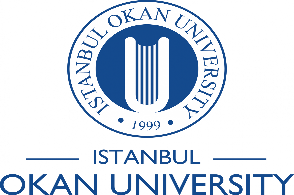 ISTANBUL OKAN UNIVERSITY
• 1999 •
ISTANBUL
OKAN UNIVERSITY